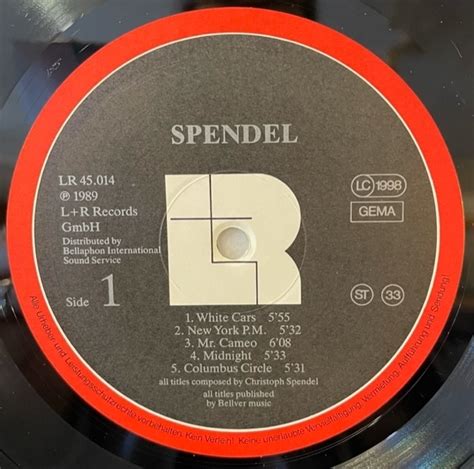 SPENDEL
LR 45.014
℗ 1989
L+R Records
GmbH
Distributed by
Bellaphon International
Sound Service
LC 1998
GEMA
Side 1
ST 33
1. White Cars 5'55
2. New York P.M. 5'32
3. Mr. Cameo 6'08
4. Midnight 5'33
5. Columbus Circle 5'31
all titles composed by Christoph Spendel
all titles published
by Bellver music
Alle Urheber und Leistungsschutzrechte vorbehalten. Kein Verleih! Keine unerlaubte Vervielfältigung, Vermietung, Aufführung und Sendung!